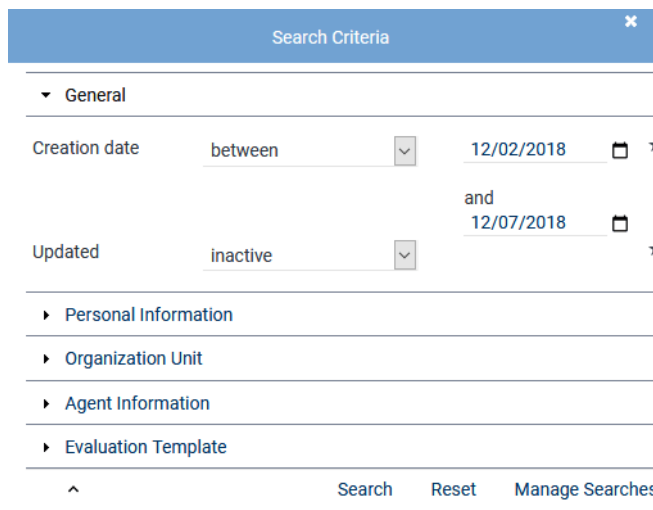 Search Criteria
General
Creation date between 12/02/2018
and
12/07/2018
Updated inactive
Personal Information
Organization Unit
Agent Information
Evaluation Template
Search Reset Manage Searches